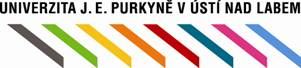 UNIVERZITA J. E. PURKYNĚ V ÚSTÍ NAD LABEM